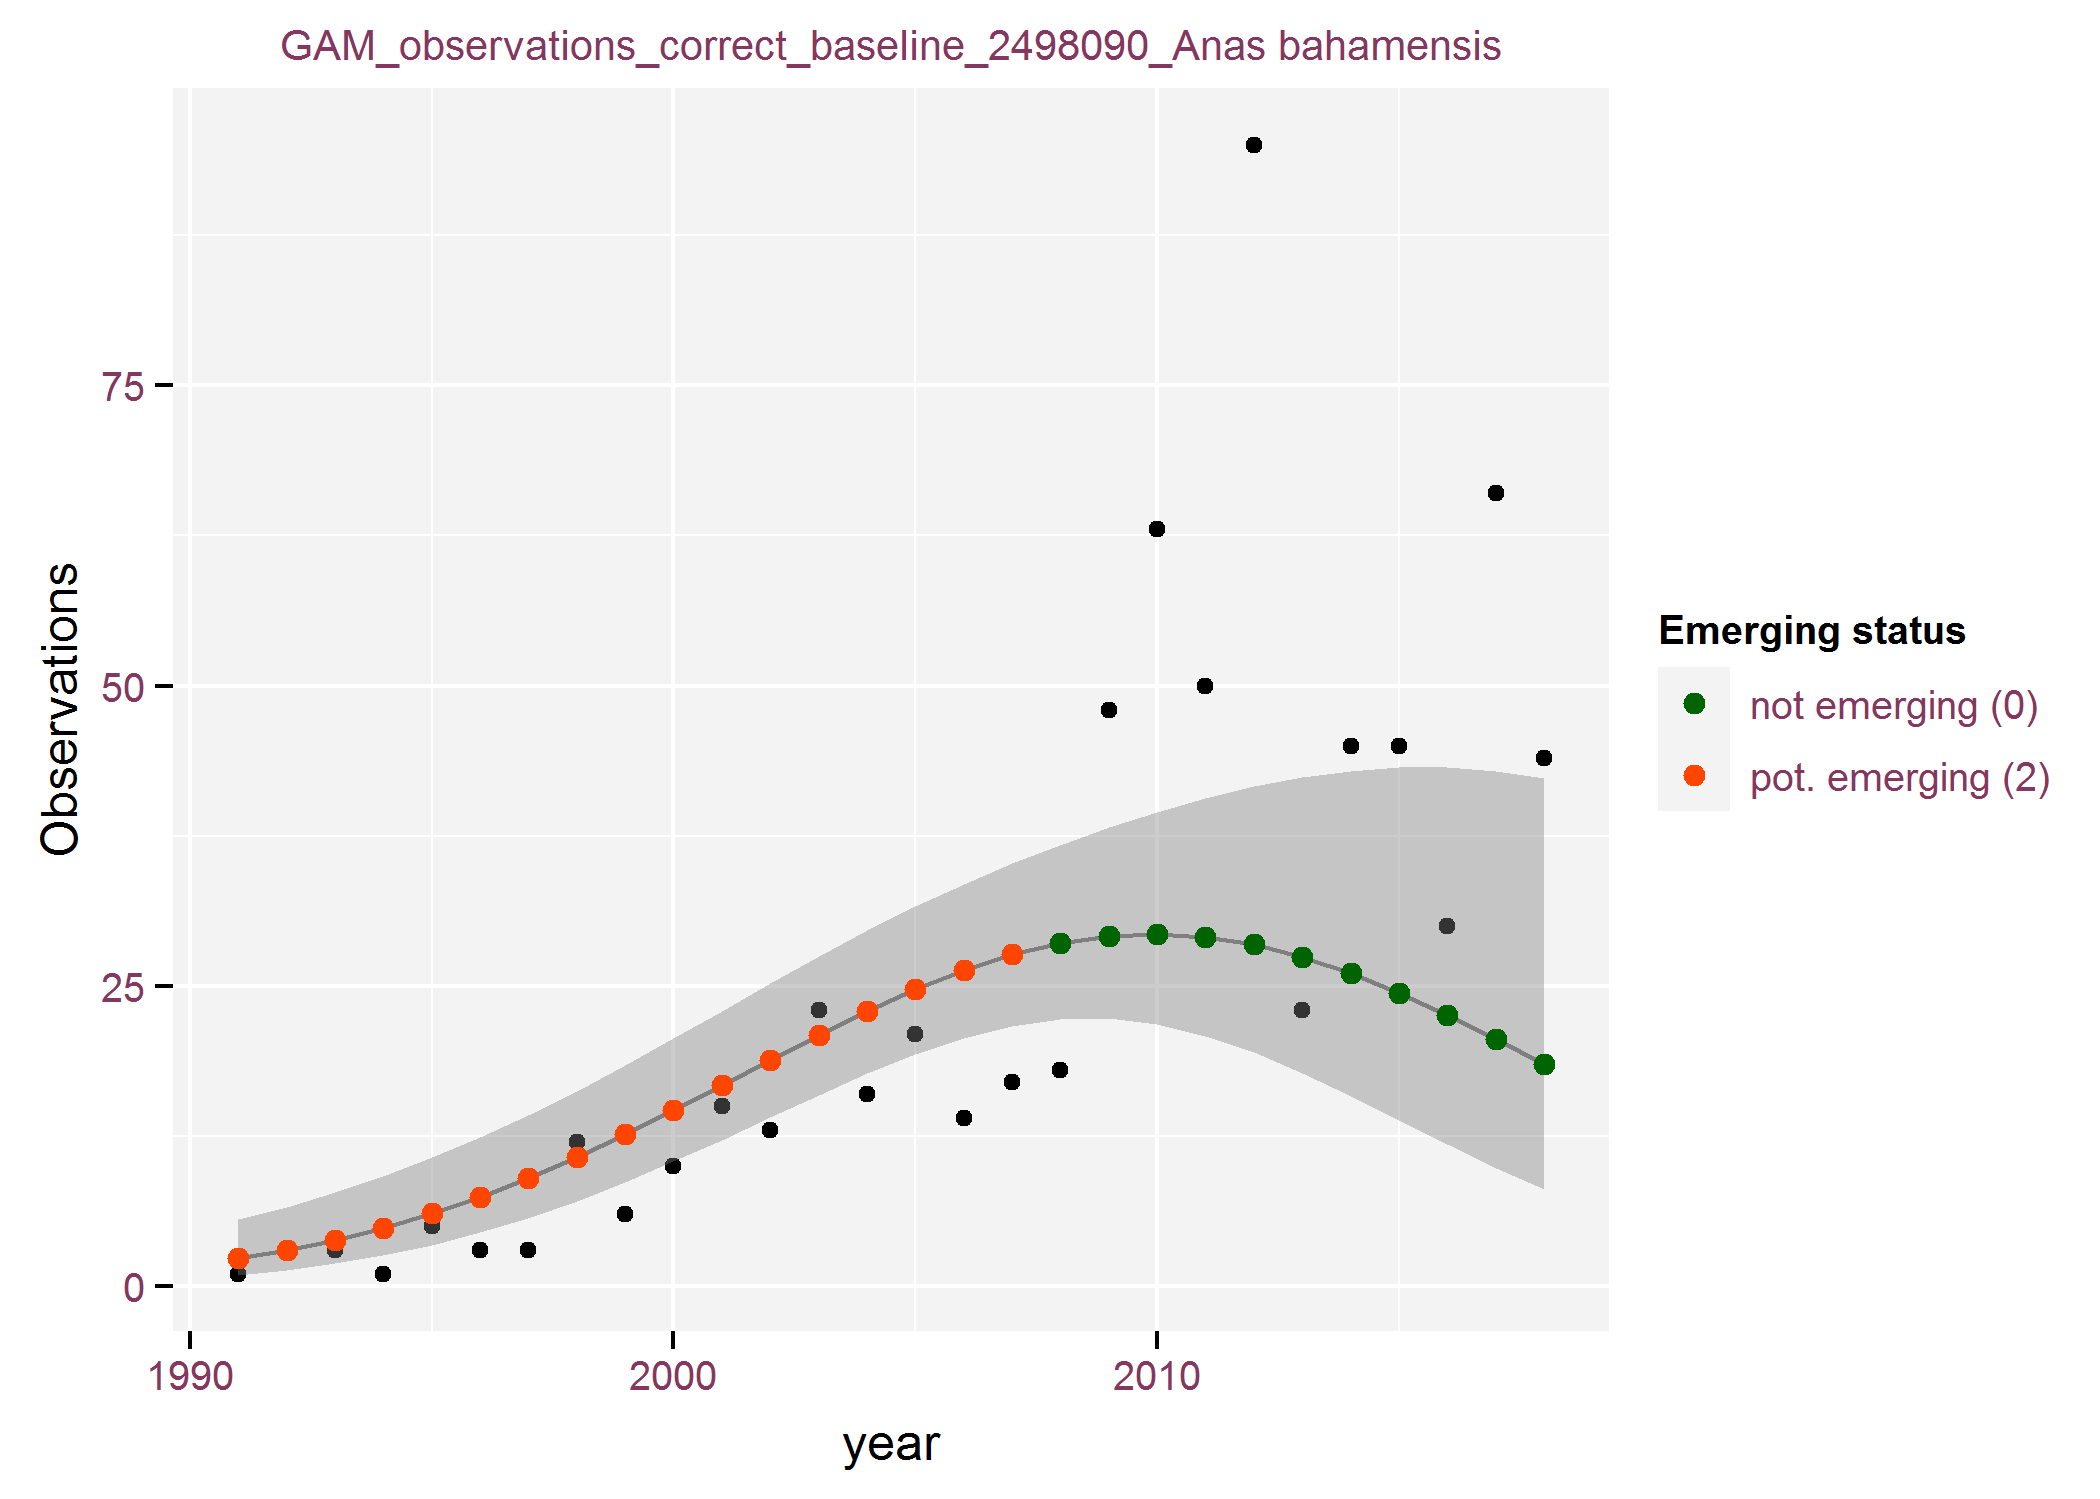 GAM_observations_correct_baseline_2498090_Anas bahamensis
75
50
25
0
Observations
1990
2000
2010
year
Emerging status
not emerging (0)
pot. emerging (2)